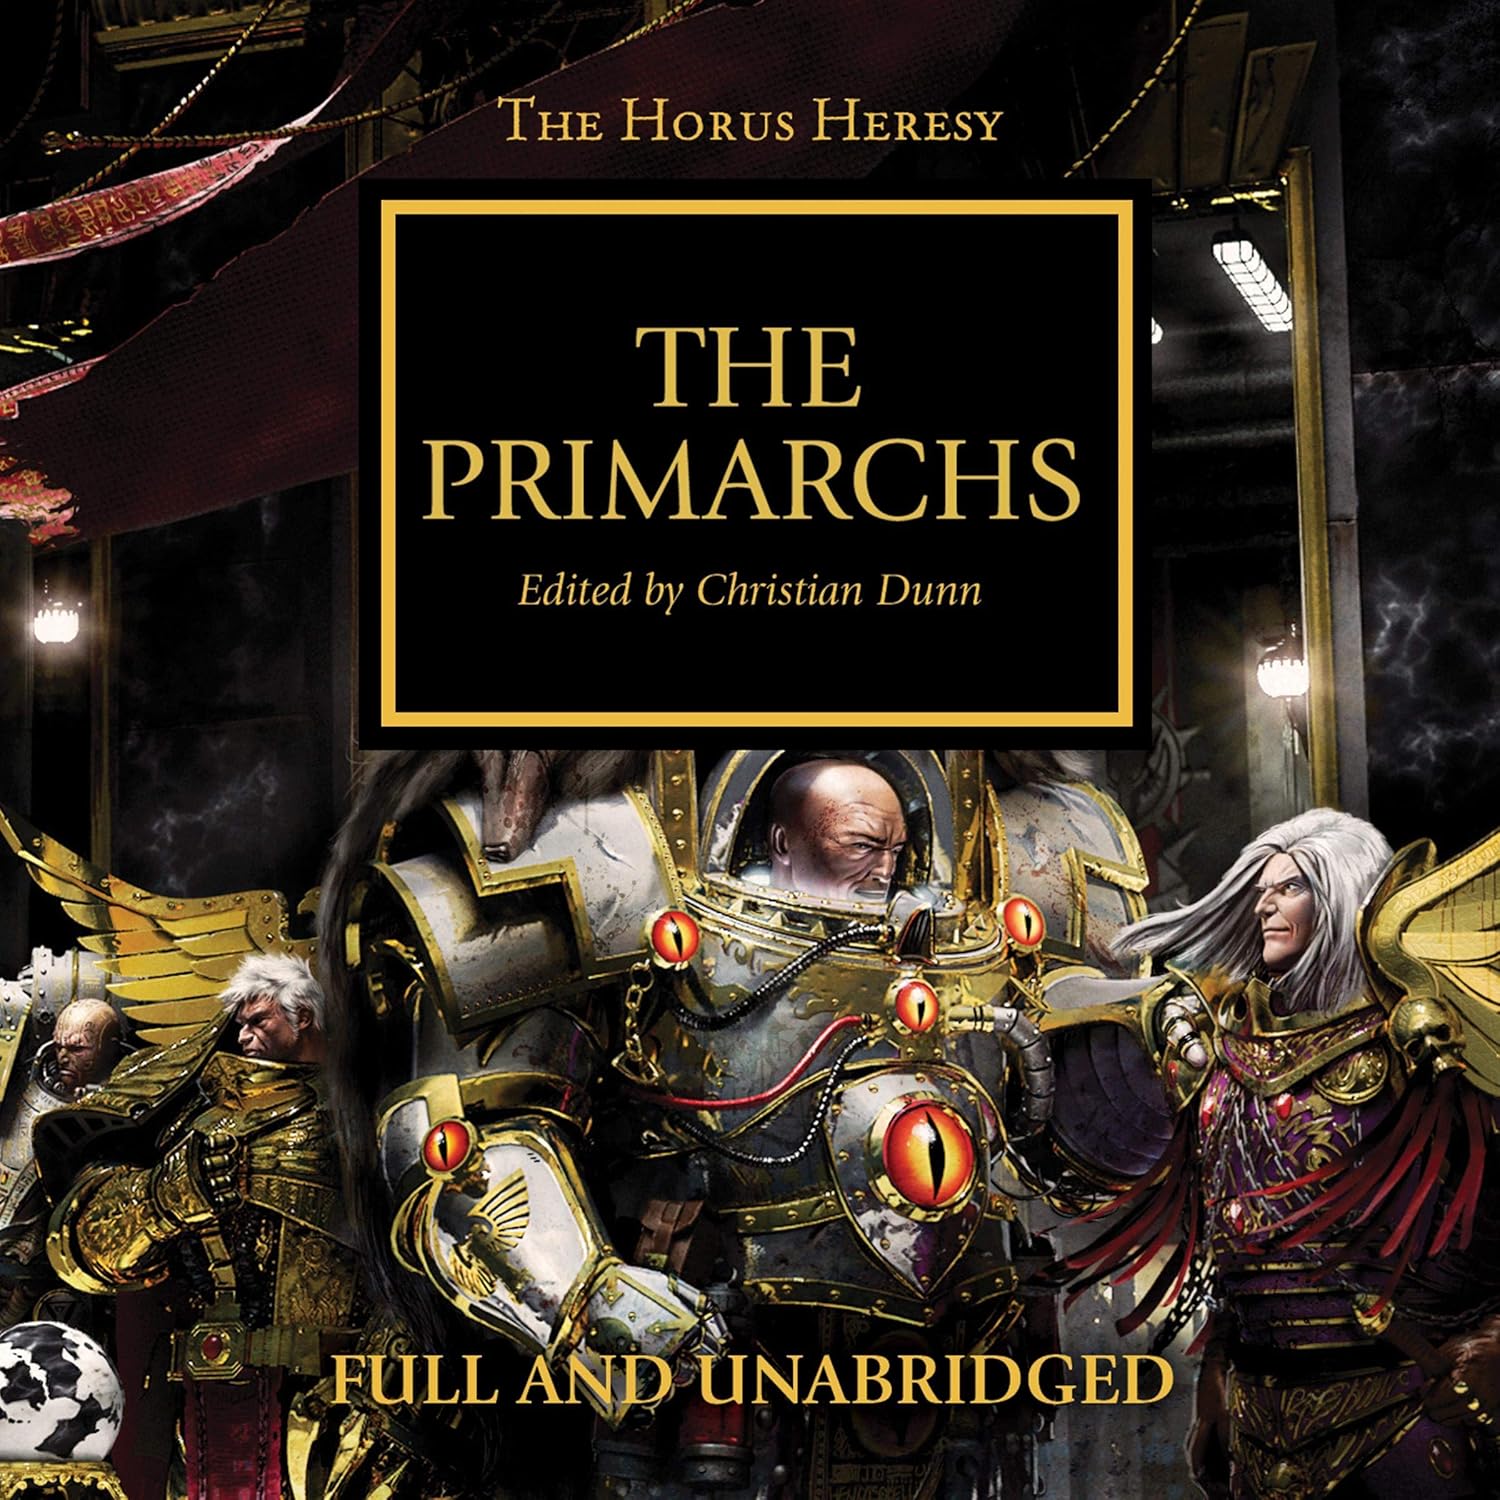 The Horus Heresy
THE
PRIMARCHS
Edited by Christian Dunn
FULL AND UNABRIDGED